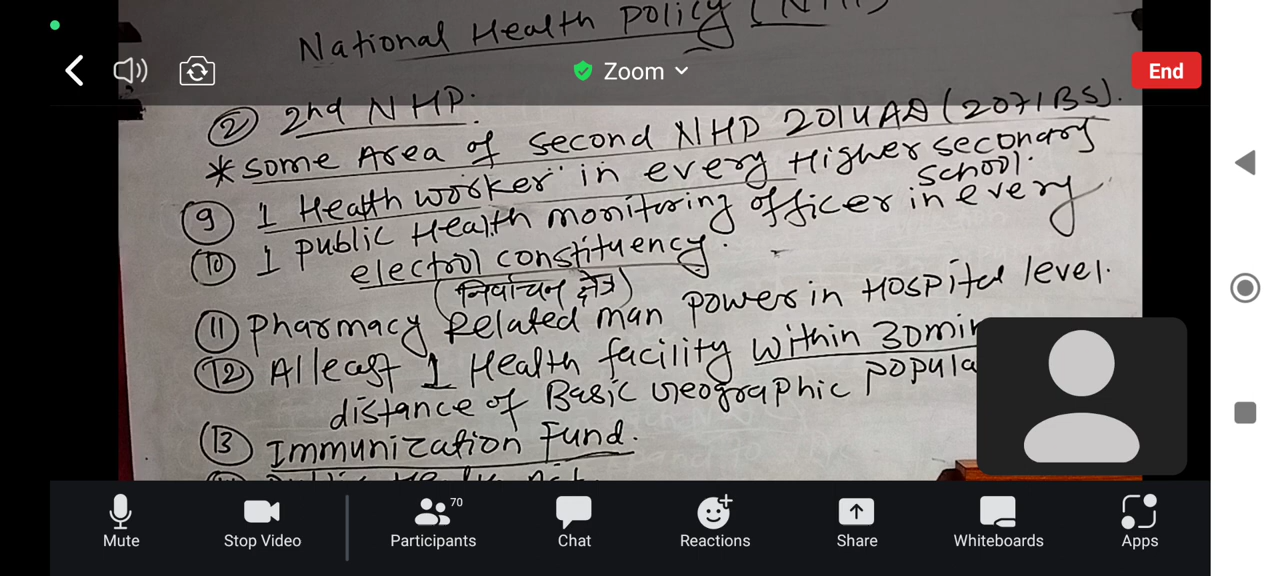 National Health Policy (NHP)
Zoom
End
② 2nd NHP:
*some Area of second NHP 2014AD (2071BS).
⑨ 1 Health worker in every Higher secondary
school.
⑩ 1 public Health monitoring officer in every
electrol constituency.
(निर्वाचन क्षेत्र)
⑪ Pharmacy Related man power in Hospital level.
⑫ Atleast 1 Health facility within 30min
distance of Basic Geographic popula
⑬ Immunization Fund.
70
Mute Stop Video Participants Chat Reactions Share Whiteboards Apps